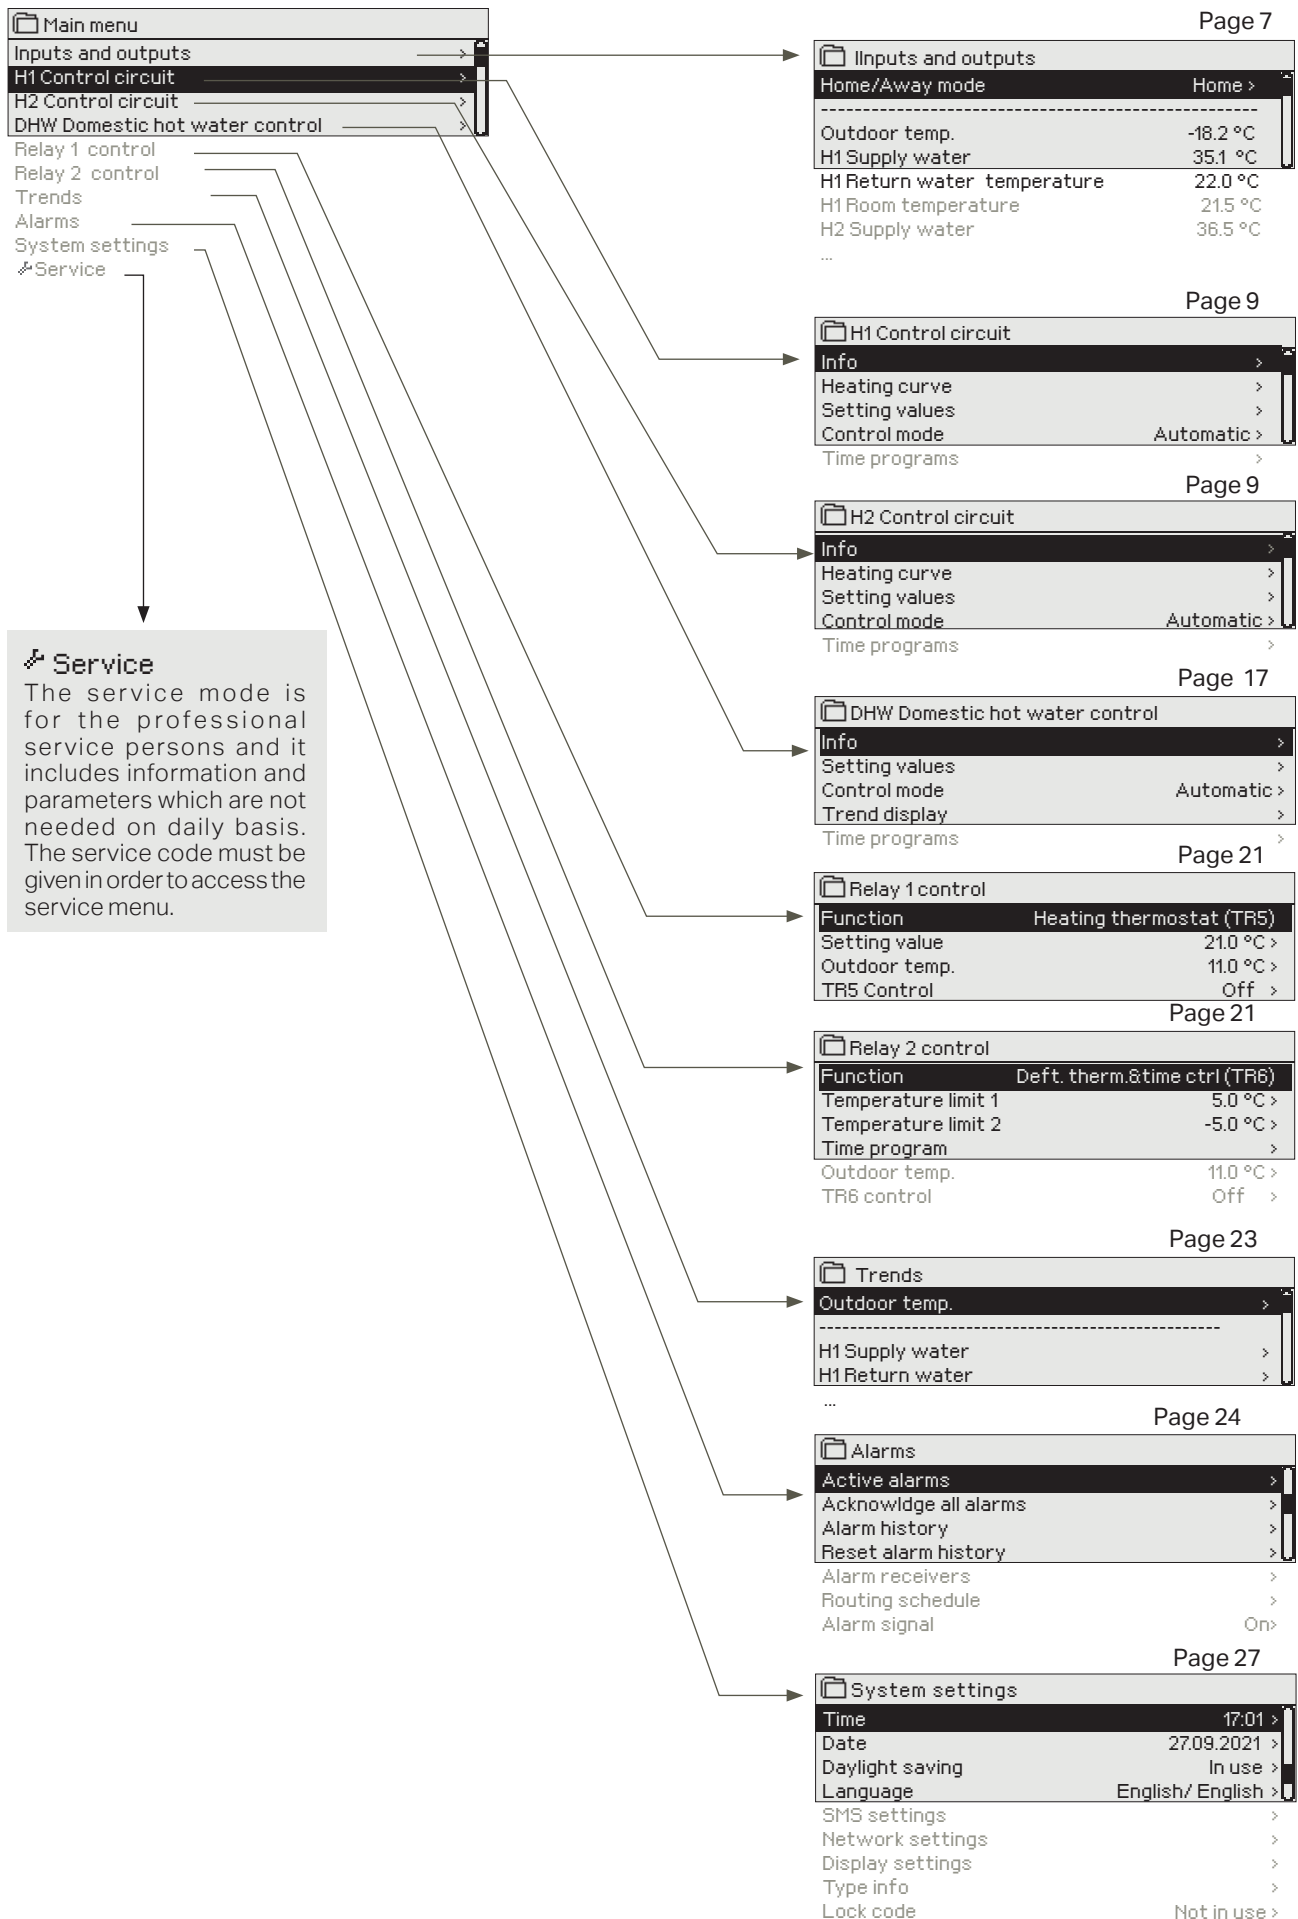 Main menu
Inputs and outputs >
H1 Control circuit >
H2 Control circuit >
DHW Domestic hot water control >
Relay 1 control
Relay 2 control
Trends
Alarms
System settings
Service
Service
The service mode is
for the professional
service persons and it
includes information and
parameters which are not
needed on daily basis.
The service code must be
given in order to access the
service menu.
Page 7
IInputs and outputs
Home/Away mode Home >
----------------------------------------------------------
Outdoor temp. -18.2 °C
H1 Supply water 35.1 °C
H1 Return water temperature 22.0 °C
H1 Room temperature 21.5 °C
H2 Supply water 36.5 °C
...
Page 9
H1 Control circuit
Info >
Heating curve >
Setting values >
Control mode Automatic >
Time programs >
Page 9
H2 Control circuit
Info >
Heating curve >
Setting values >
Control mode Automatic >
Time programs >
Page 17
DHW Domestic hot water control
Info >
Setting values >
Control mode Automatic >
Trend display >
Time programs >
Page 21
Relay 1 control
Function Heating thermostat (TR5)
Setting value 21.0 °C >
Outdoor temp. 11.0 °C >
TR5 Control Off >
Page 21
Relay 2 control
Function Deft. therm.&time ctrl (TR6)
Temperature limit 1 5.0 °C >
Temperature limit 2 -5.0 °C >
Time program >
Outdoor temp. 11.0 °C >
TR6 control Off >
Page 23
Trends
Outdoor temp. >
-----------------------------------------------------
H1 Supply water >
H1 Return water >
...
Page 24
Alarms
Active alarms >
Acknowldge all alarms >
Alarm history >
Reset alarm history >
Alarm receivers >
Routing schedule >
Alarm signal On>
Page 27
System settings
Time 17:01 >
Date 27.09.2021 >
Daylight saving In use >
Language English/ English >
SMS settings >
Network settings >
Display settings >
Type info >
Lock code Not in use >